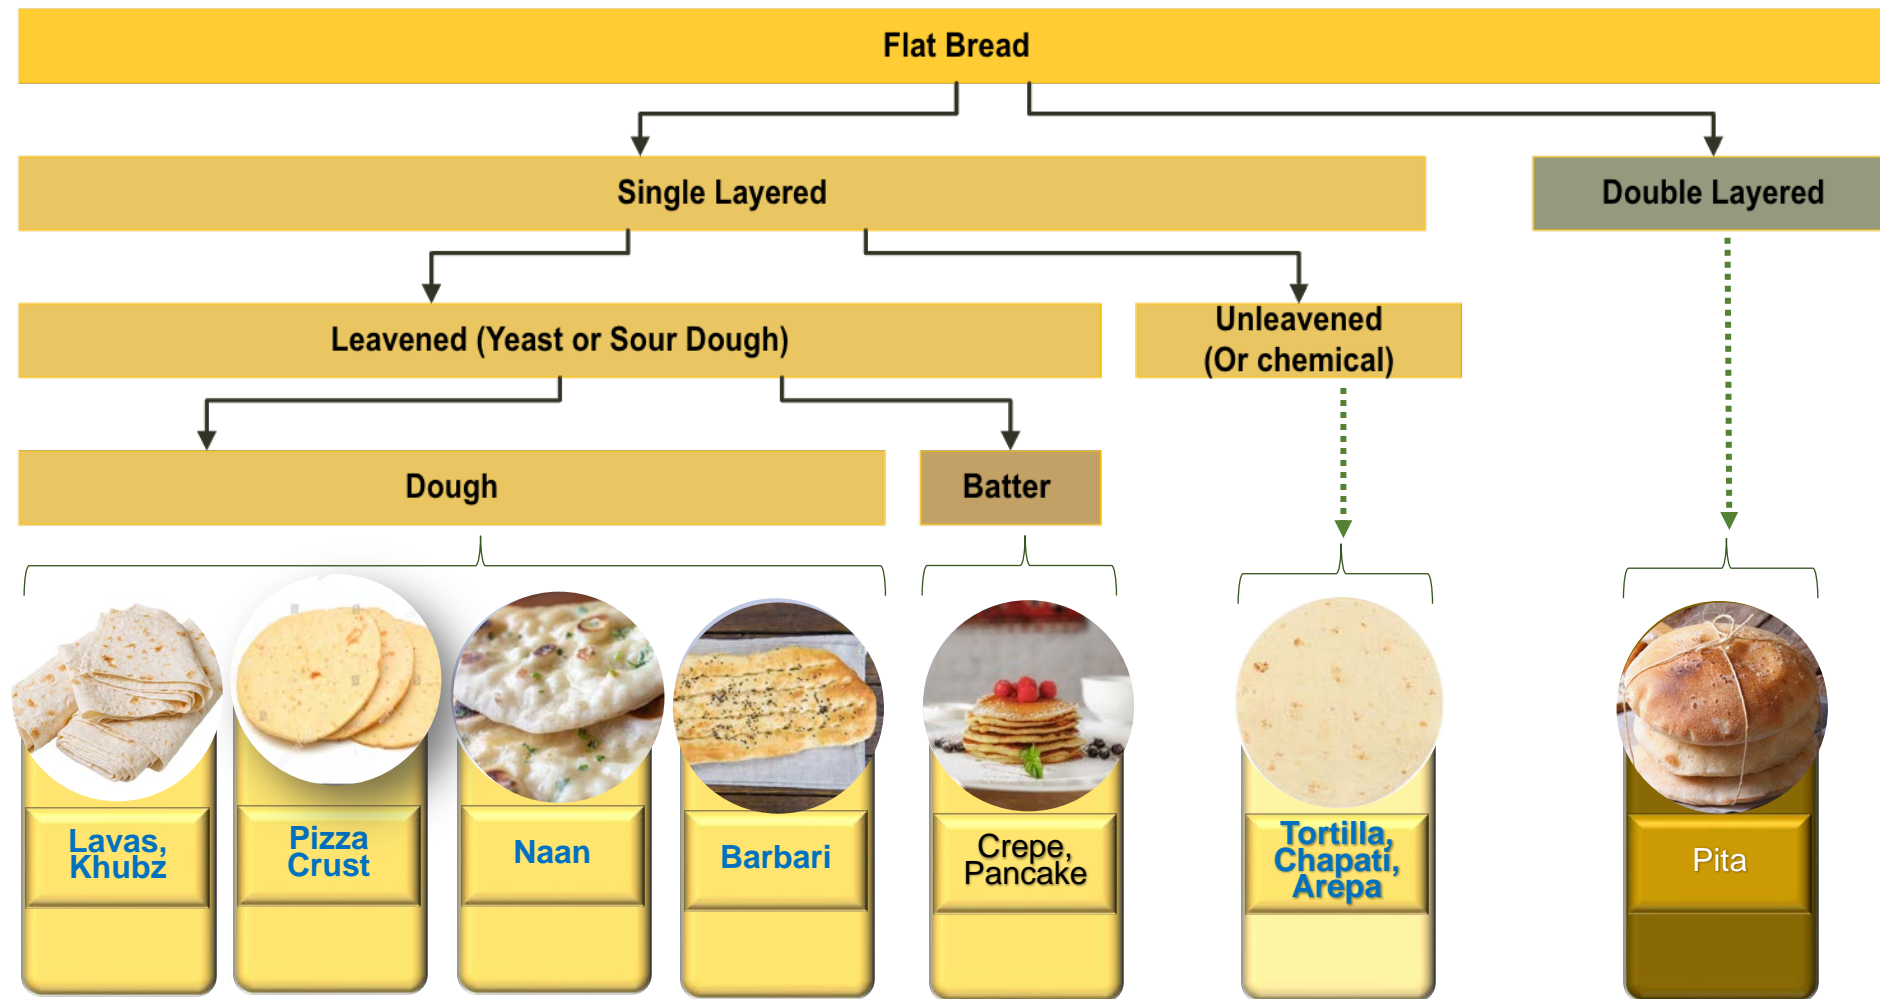 Flat Bread
Single Layered
Double Layered
Leavened (Yeast or Sour Dough)
Unleavened
(Or chemical)
Dough
Batter
Lavas,
Khubz
Pizza
Crust
Naan
Barbari
Crepe,
Pancake
Tortilla,
Chapati,
Arepa
Pita